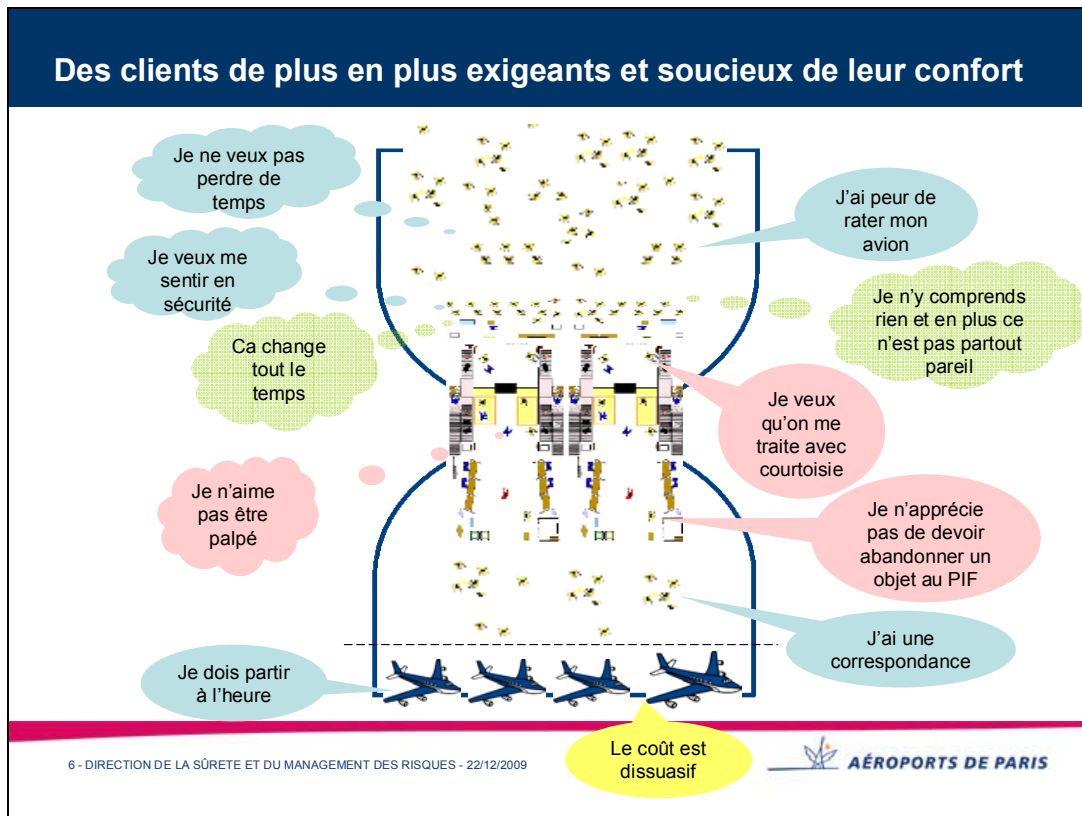 Des clients de plus en plus exigeants et soucieux de leur confort
Je ne veux pas
perdre de
temps
J'ai peur de
rater mon
avion
Je veux me
sentir en
sécurité
Je n'y comprends
rien et en plus ce
n'est pas partout
pareil
Ca change
tout le
temps
Je veux
qu'on me
traite avec
courtoisie
Je n'aime
pas être
palpé
Je n'apprécie
pas de devoir
abandonner un
objet au PIF
J'ai une
correspondance
Je dois partir
à l'heure
Le coût est
dissuasif
6 - DIRECTION DE LA SÛRETE ET DU MANAGEMENT DES RISQUES - 22/12/2009
AÉROPORTS DE PARIS